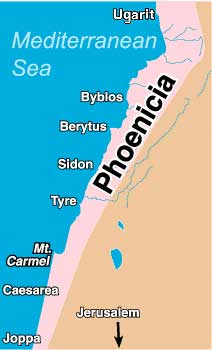 Ugarit
Mediterranean
Sea
Byblos
Phoenicia
Berytus
Sidon
Tyre
Mt.
Carmel
Caesarea
Jerusalem
Joppa